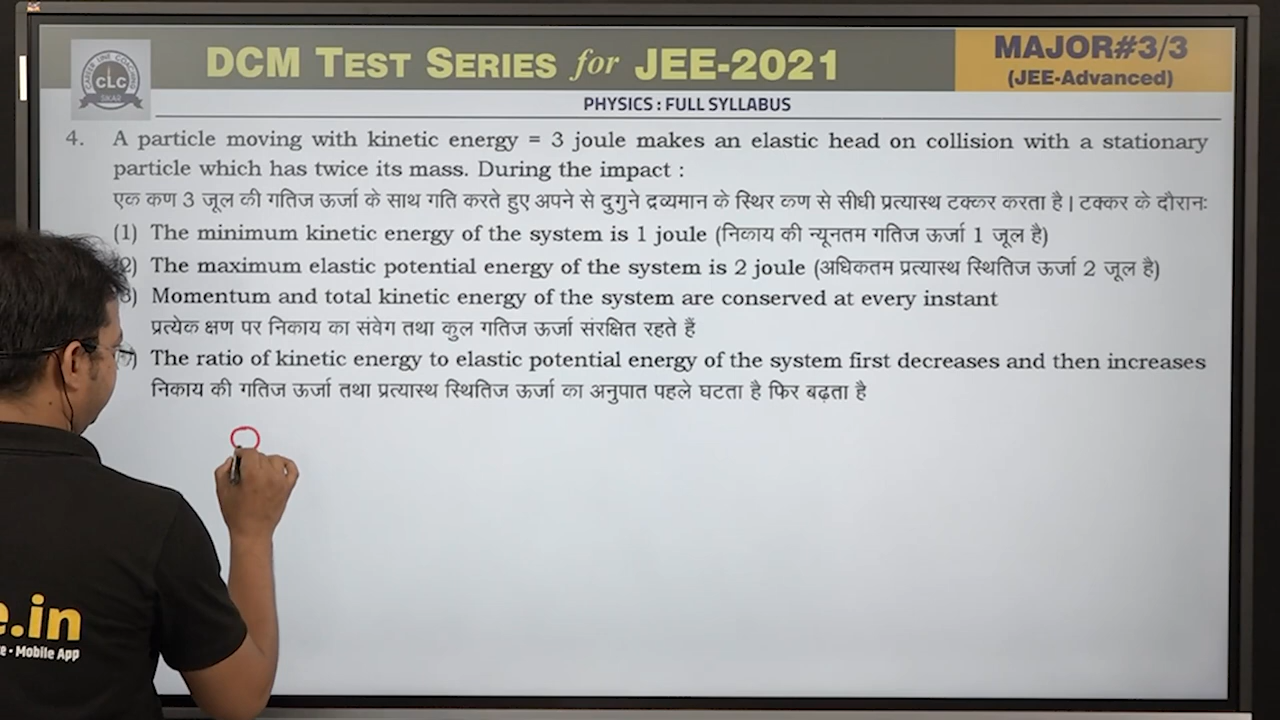 DCM TEST SERIES for JEE-2021
MAJOR#3/3
(JEE-Advanced)
CAREER LINE COACHING
CLC
SIKAR
PHYSICS : FULL SYLLABUS
4. A particle moving with kinetic energy = 3 joule makes an elastic head on collision with a stationary
particle which has twice its mass. During the impact :
एक कण 3 जूल की गतिज ऊर्जा के साथ गति करते हुए अपने से दुगुने द्रव्यमान के स्थिर कण से सीधी प्रत्यास्थ टक्कर करता है। टक्कर के दौरानः
(1) The minimum kinetic energy of the system is 1 joule (निकाय की न्यूनतम गतिज ऊर्जा 1 जूल है)
2) The maximum elastic potential energy of the system is 2 joule (अधिकतम प्रत्यास्थ स्थितिज ऊर्जा 2 जूल है)
3) Momentum and total kinetic energy of the system are conserved at every instant
प्रत्येक क्षण पर निकाय का संवेग तथा कुल गतिज ऊर्जा संरक्षित रहते हैं
) The ratio of kinetic energy to elastic potential energy of the system first decreases and then increases
निकाय की गतिज ऊर्जा तथा प्रत्यास्थ स्थितिज ऊर्जा का अनुपात पहले घटता है फिर बढ़ता है
e.in
e • Mobile App